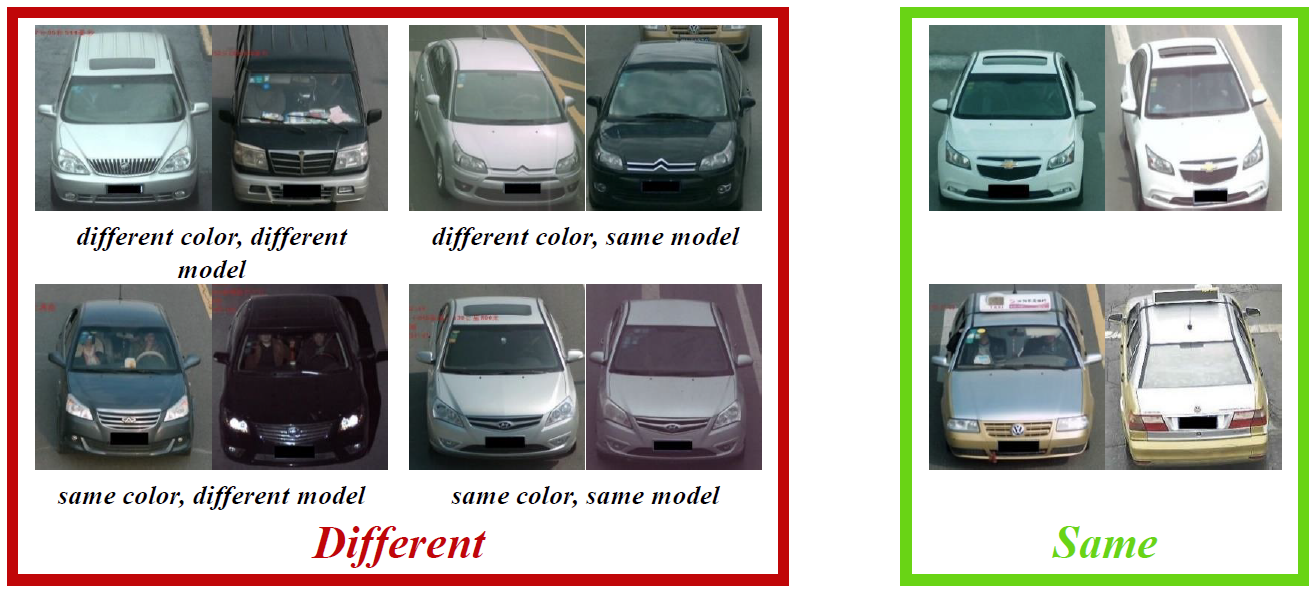 different color, different
model
different color, same model
same color, different model
same color, same model
Different
Same